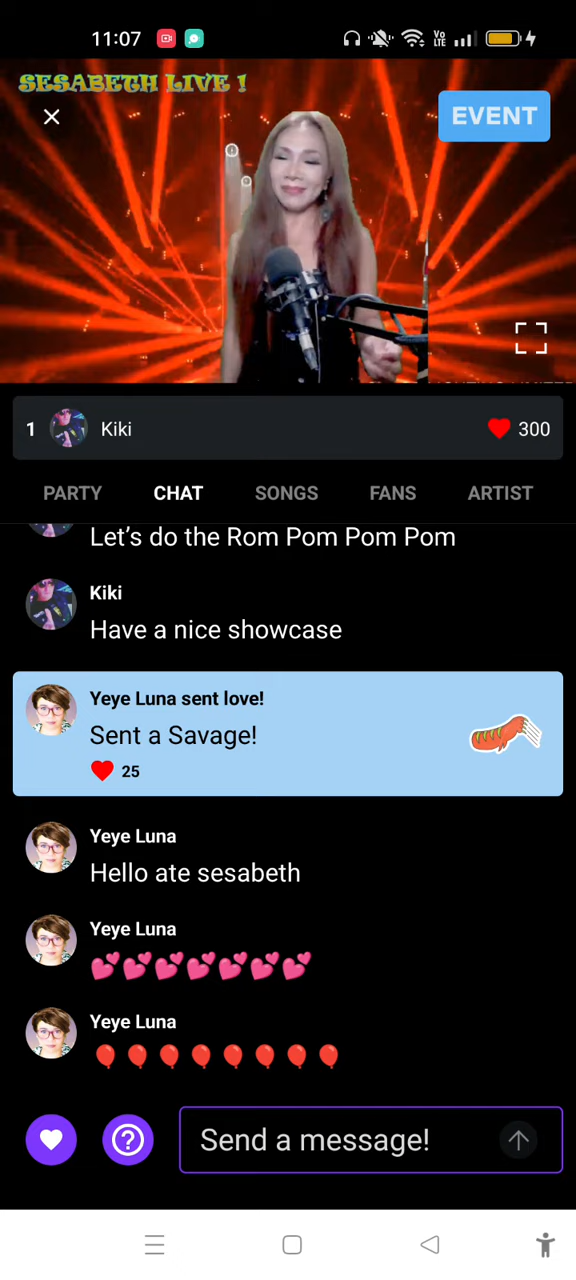 11:07
Vo LTE
SESABETH LIVE !
EVENT
1 Kiki 300
PARTY CHAT SONGS FANS ARTIST
Let’s do the Rom Pom Pom Pom
Kiki
Have a nice showcase
Yeye Luna sent love!
Sent a Savage!
25
Yeye Luna
Hello ate sesabeth
Yeye Luna
💕💕💕💕💕💕💕
Yeye Luna
🎈🎈🎈🎈🎈🎈🎈🎈
Send a message!